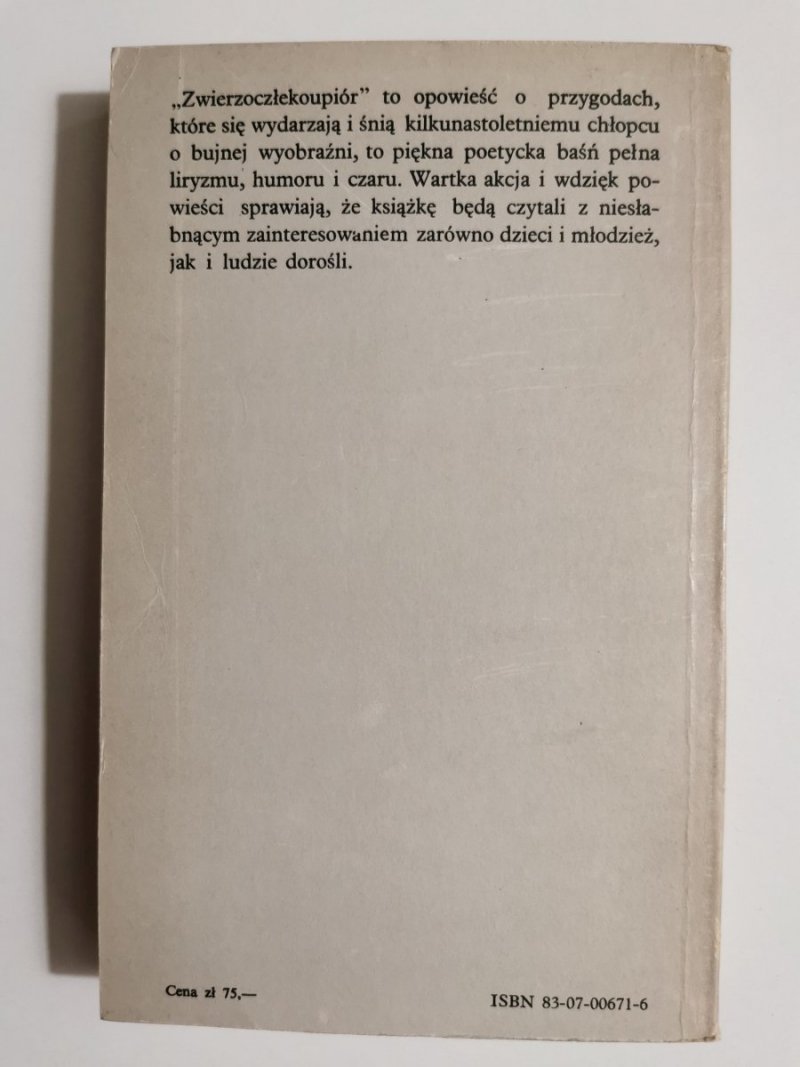 „Zwierzoczłekoupiór” to opowieść o przygodach,
które się wydarzają i śnią kilkunastoletniemu chłopcu
o bujnej wyobraźni, to piękna poetycka baśń pełna
liryzmu, humoru i czaru. Wartka akcja i wdzięk po-
wieści sprawiają, że książkę będą czytali z niesła-
bnącym zainteresowaniem zarówno dzieci i młodzież,
jak i ludzie dorośli.
Cena zł 75,—
ISBN 83-07-00671-6